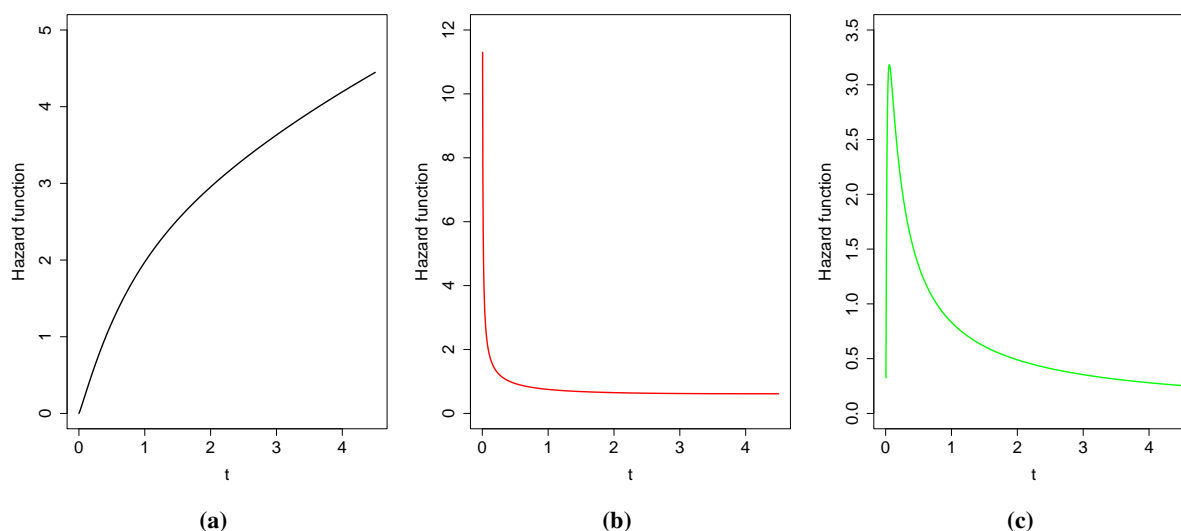 Hazard function
0 1 2 3 4 5
0 1 2 3 4
t
(a)
Hazard function
0 2 4 6 8 10 12
0 1 2 3 4
t
(b)
Hazard function
0.0 0.5 1.0 1.5 2.0 2.5 3.0 3.5
0 1 2 3 4
t
(c)